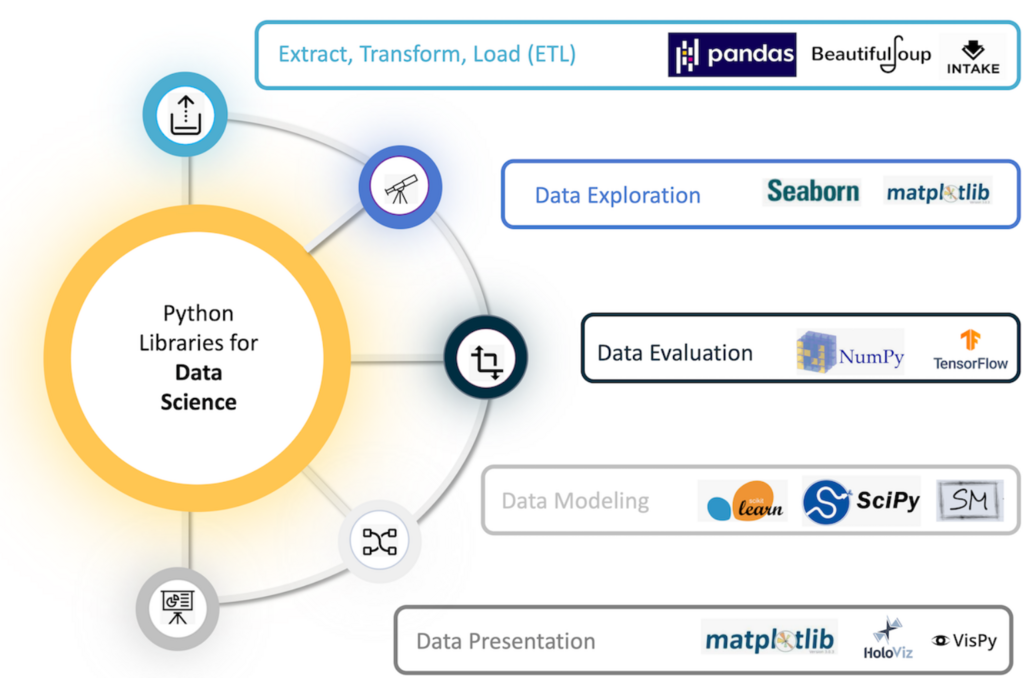 Extract, Transform, Load (ETL)
pandas
BeautifulSoup
INTAKE
Data Exploration
Seaborn
matplotlib
Python
Libraries for
Data
Science
Data Evaluation
NumPy
TensorFlow
Data Modeling
scikit
learn
SciPy
SM
Data Presentation
matplotlib
HoloViz
VisPy